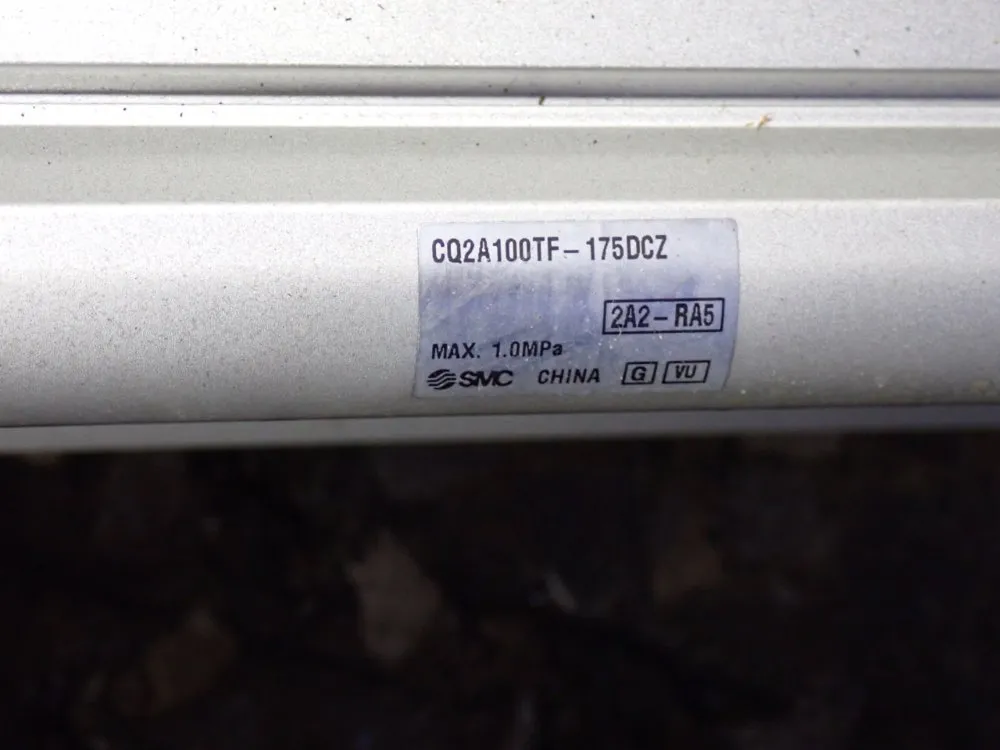 CQ2A100TF-175DCZ
2A2-RA5
MAX. 1.0MPa
SMC CHINA G VU